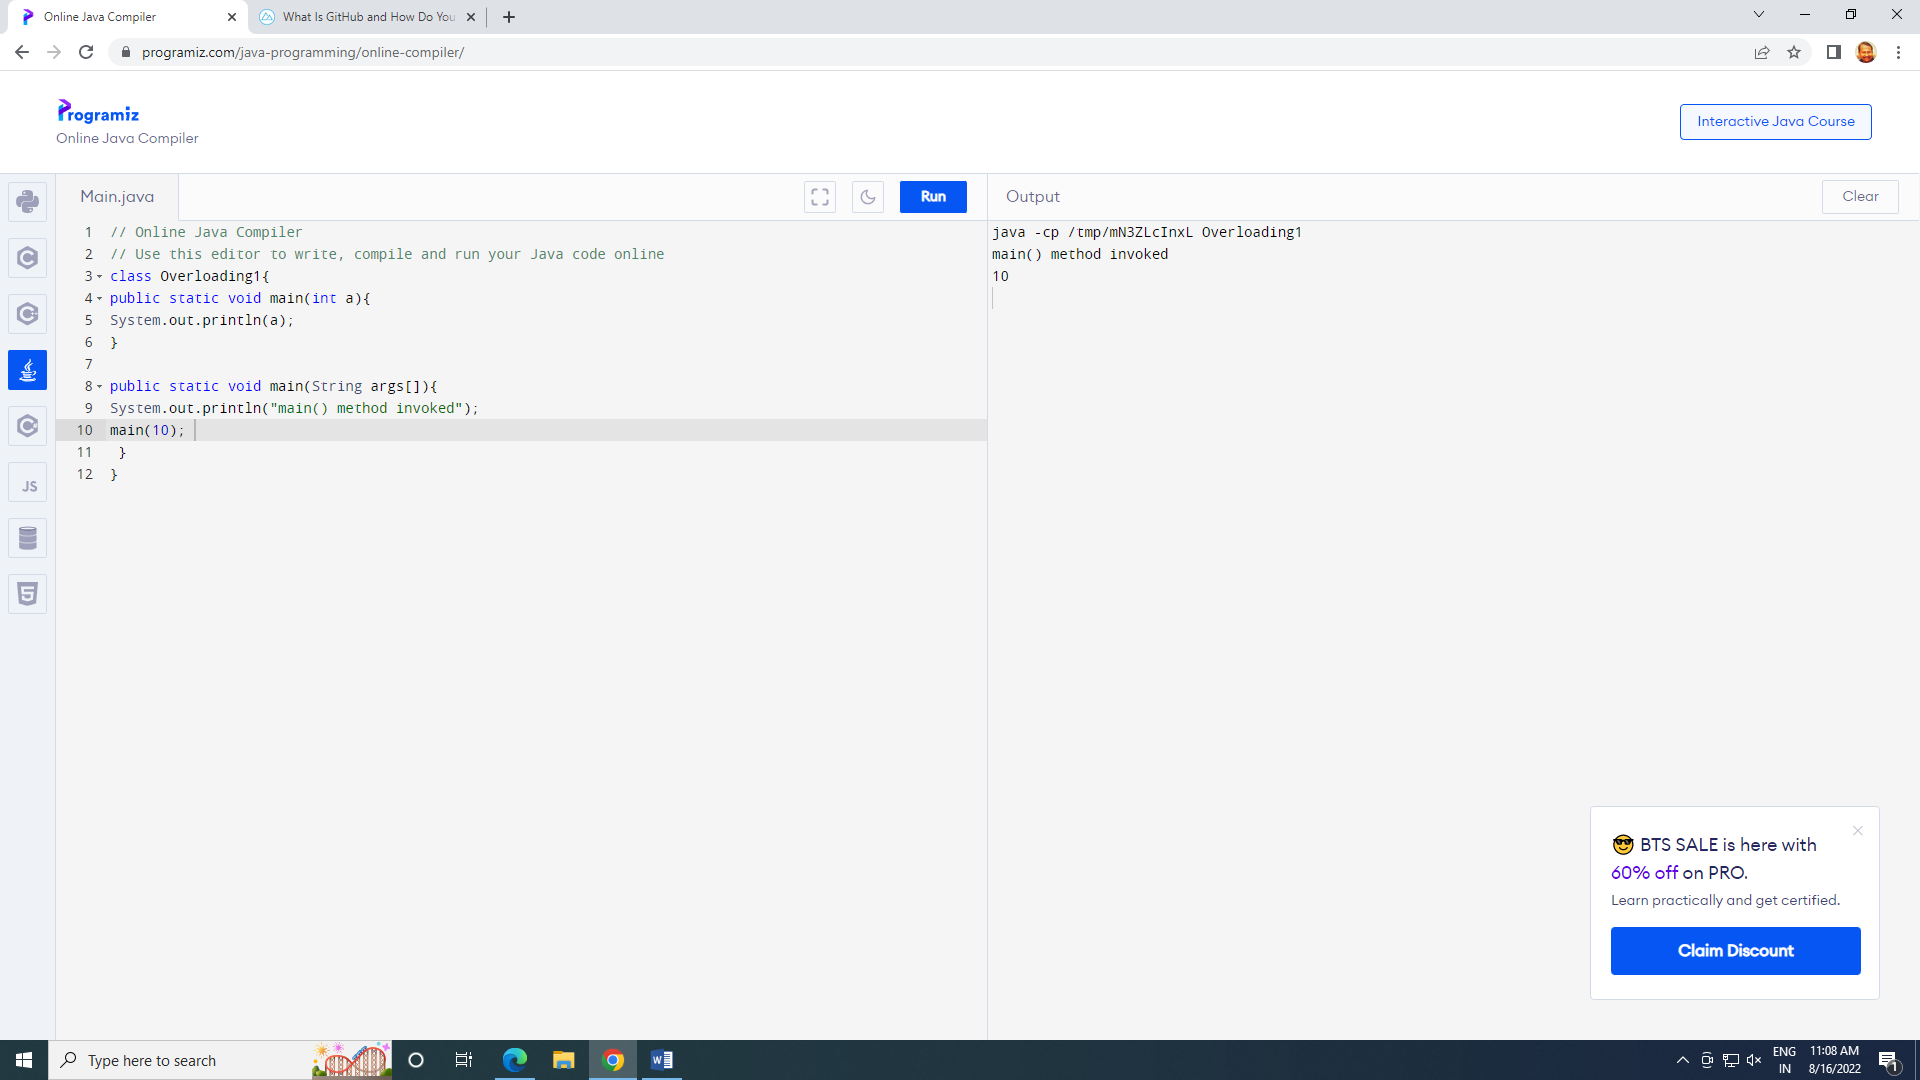 Online Java Compiler
What Is GitHub and How Do You
programiz.com/java-programming/online-compiler/
Programiz
Online Java Compiler
Interactive Java Course
Main.java
Run
Output
Clear
1 // Online Java Compiler
2 // Use this editor to write, compile and run your Java code online
3 class Overloading1{
4 public static void main(int a){
5 System.out.println(a);
6 }
7
8 public static void main(String args[]){
9 System.out.println("main() method invoked");
10 main(10);
11 }
12 }
java -cp /tmp/mN3ZLcInxL Overloading1
main() method invoked
10
JS
😎 BTS SALE is here with
60% off on PRO.
Learn practically and get certified.
Claim Discount
Type here to search
ENG
IN
11:08 AM
8/16/2022
1